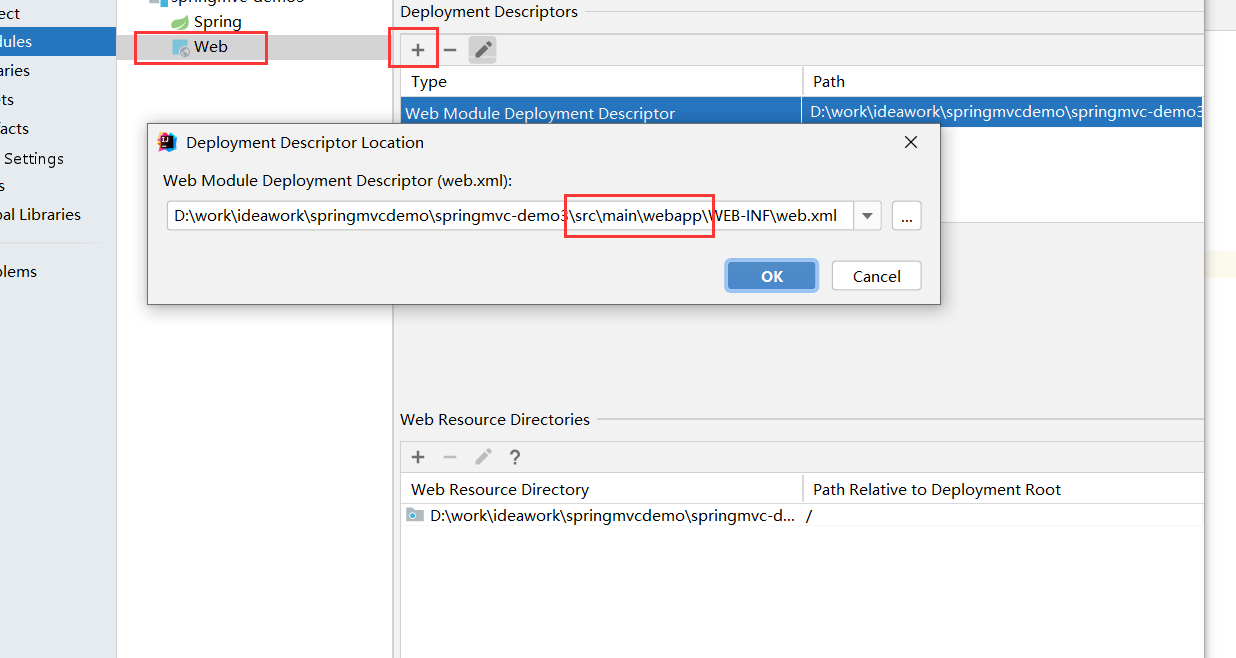 ect
dules
aries
ts
facts
Settings
s
bal Libraries
blems
springmvc-demo3
Spring
Web
Deployment Descriptors
Type Path
Web Module Deployment Descriptor D:\work\ideawork\springmvcdemo\springmvc-demo3
Deployment Descriptor Location
Web Module Deployment Descriptor (web.xml):
D:\work\ideawork\springmvcdemo\springmvc-demo3\src\main\webapp\WEB-INF\web.xml
...
OK Cancel
Web Resource Directories
?
Web Resource Directory Path Relative to Deployment Root
D:\work\ideawork\springmvcdemo\springmvc-d... /